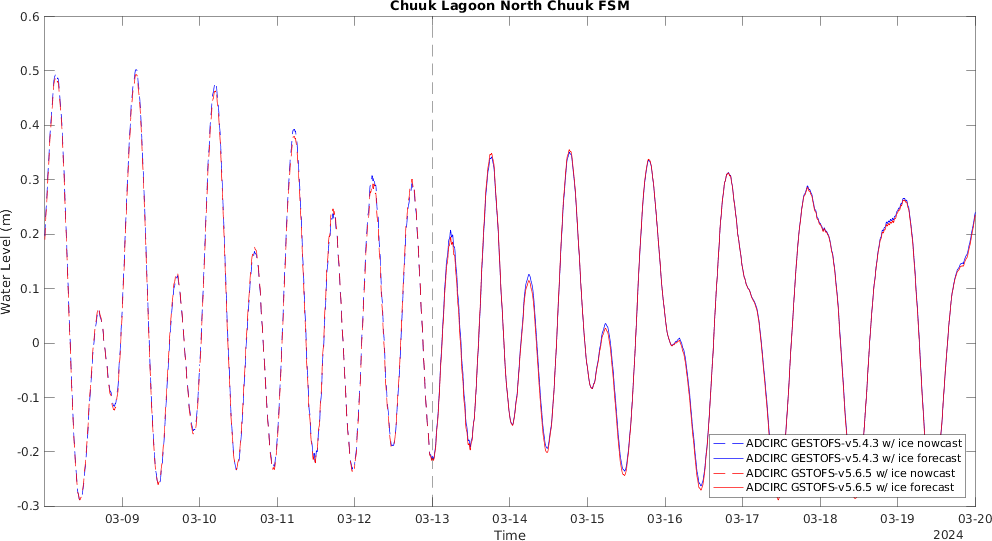 Chuuk Lagoon North Chuuk FSM
0.6
0.5
0.4
0.3
0.2
0.1
0
-0.1
-0.2
-0.3
Water Level (m)
ADCIRC GESTOFS-v5.4.3 w/ ice nowcast
ADCIRC GESTOFS-v5.4.3 w/ ice forecast
ADCIRC GSTOFS-v5.6.5 w/ ice nowcast
ADCIRC GSTOFS-v5.6.5 w/ ice forecast
03-09 03-10 03-11 03-12 03-13 03-14 03-15 03-16 03-17 03-18 03-19 03-20
Time
2024